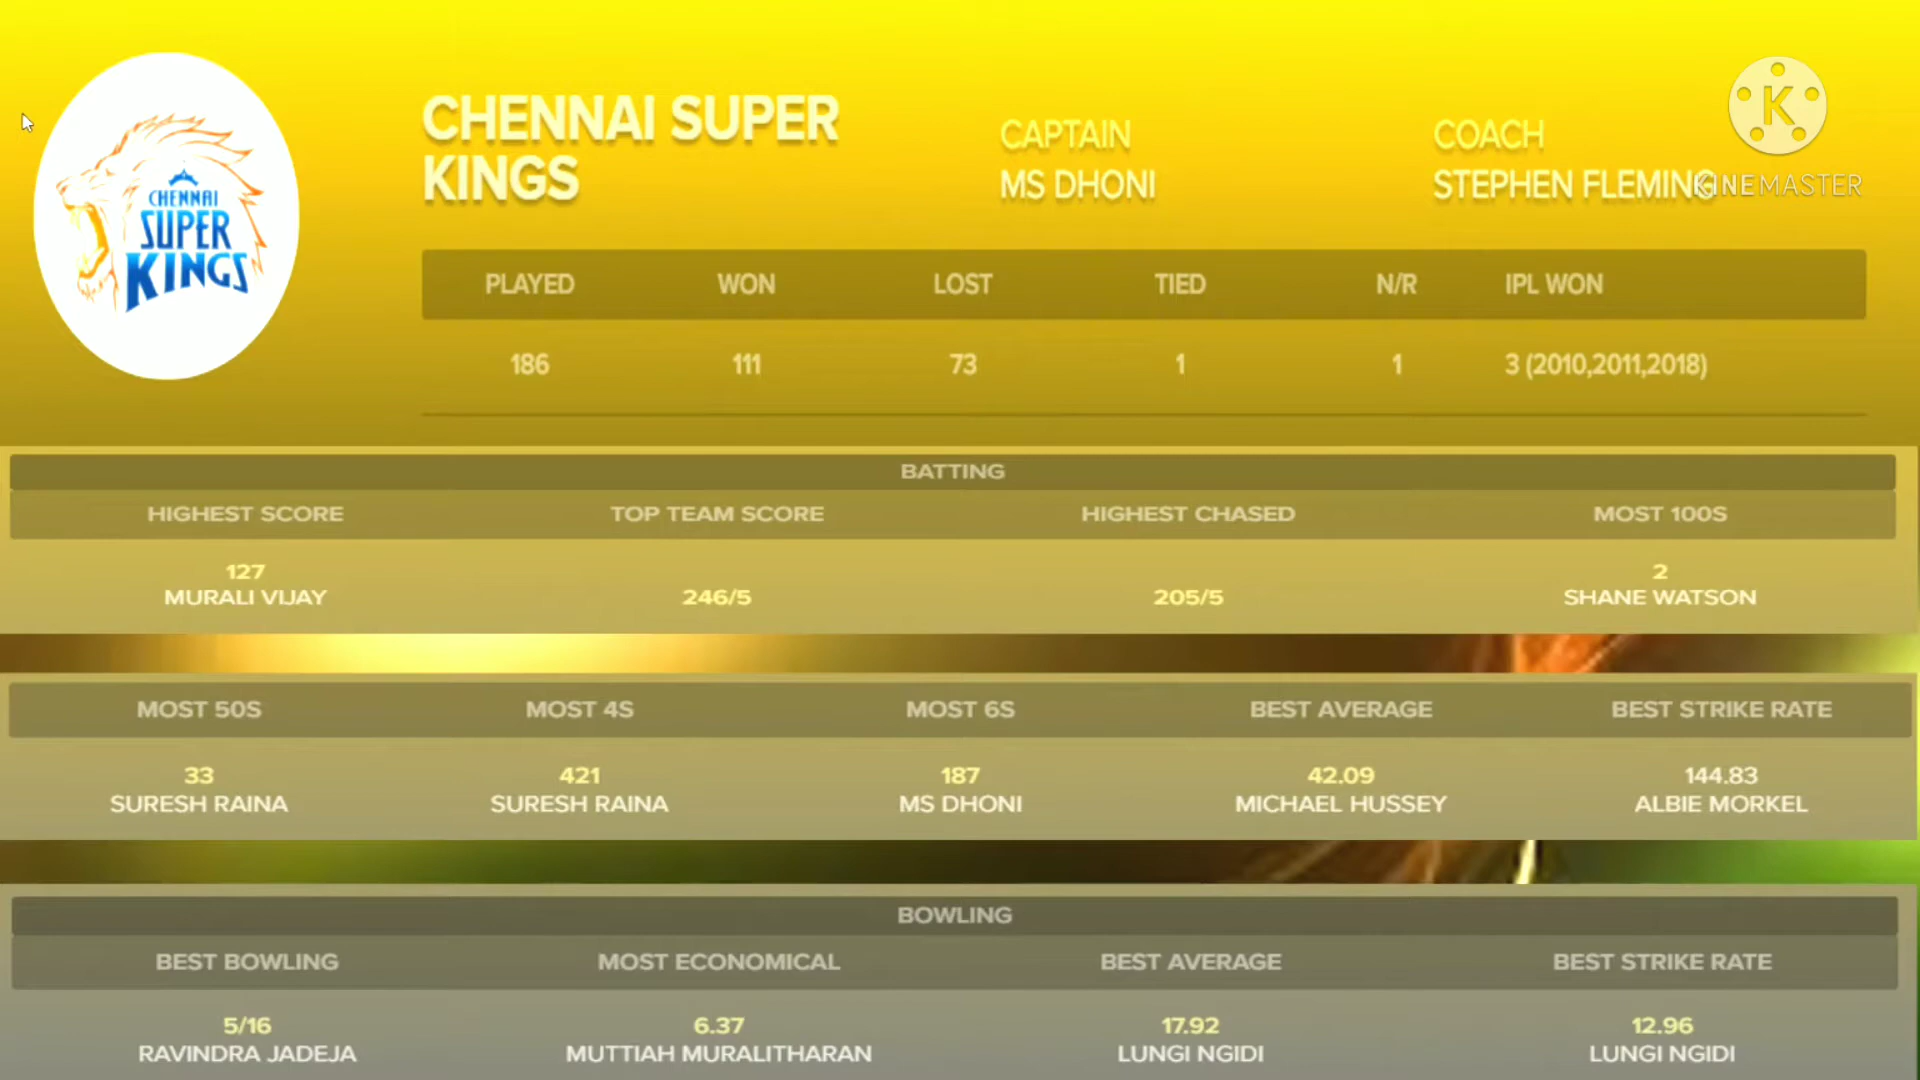 CHENNAI
SUPER
KINGS
CHENNAI SUPER
KINGS
CAPTAIN
MS DHONI
COACH
STEPHEN FLEMING
K
KINEMASTER
PLAYED WON LOST TIED N/R IPL WON
186 111 73 1 1 3 (2010,2011,2018)
BATTING
HIGHEST SCORE TOP TEAM SCORE HIGHEST CHASED MOST 100S
127 2
MURALI VIJAY 246/5 205/5 SHANE WATSON
MOST 50S MOST 4S MOST 6S BEST AVERAGE BEST STRIKE RATE
33 421 187 42.09 144.83
SURESH RAINA SURESH RAINA MS DHONI MICHAEL HUSSEY ALBIE MORKEL
BOWLING
BEST BOWLING MOST ECONOMICAL BEST AVERAGE BEST STRIKE RATE
5/16 6.37 17.92 12.96
RAVINDRA JADEJA MUTTIAH MURALITHARAN LUNGI NGIDI LUNGI NGIDI